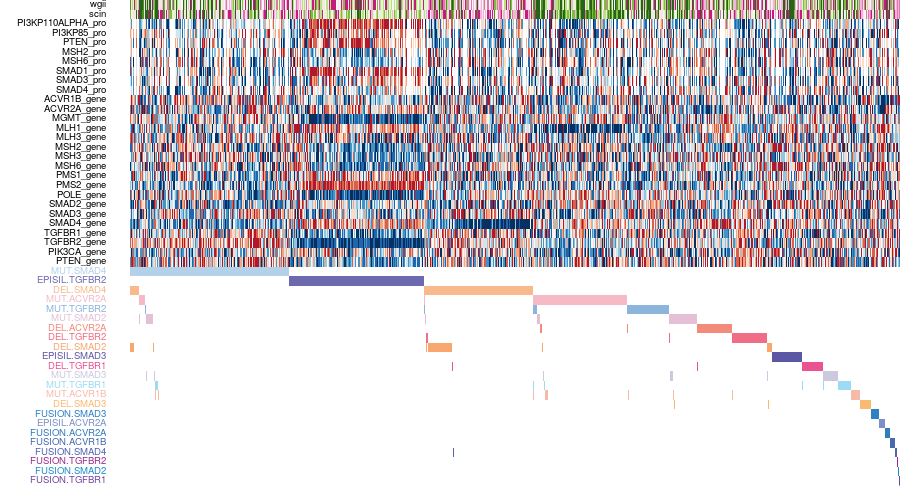 wgii
scin
PI3KP110ALPHA_pro
PI3KP85_pro
PTEN_pro
MSH2_pro
MSH6_pro
SMAD1_pro
SMAD3_pro
SMAD4_pro
ACVR1B_gene
ACVR2A_gene
MGMT_gene
MLH1_gene
MLH3_gene
MSH2_gene
MSH3_gene
MSH6_gene
PMS1_gene
PMS2_gene
POLE_gene
SMAD2_gene
SMAD3_gene
SMAD4_gene
TGFBR1_gene
TGFBR2_gene
PIK3CA_gene
PTEN_gene
MUT.SMAD4
EPISIL.TGFBR2
DEL.SMAD4
MUT.ACVR2A
MUT.TGFBR2
MUT.SMAD2
DEL.ACVR2A
DEL.TGFBR2
DEL.SMAD2
EPISIL.SMAD3
DEL.TGFBR1
MUT.SMAD3
MUT.TGFBR1
MUT.ACVR1B
DEL.SMAD3
FUSION.SMAD3
EPISIL.ACVR2A
FUSION.ACVR2A
FUSION.ACVR1B
FUSION.SMAD4
FUSION.TGFBR2
FUSION.SMAD2
FUSION.TGFBR1